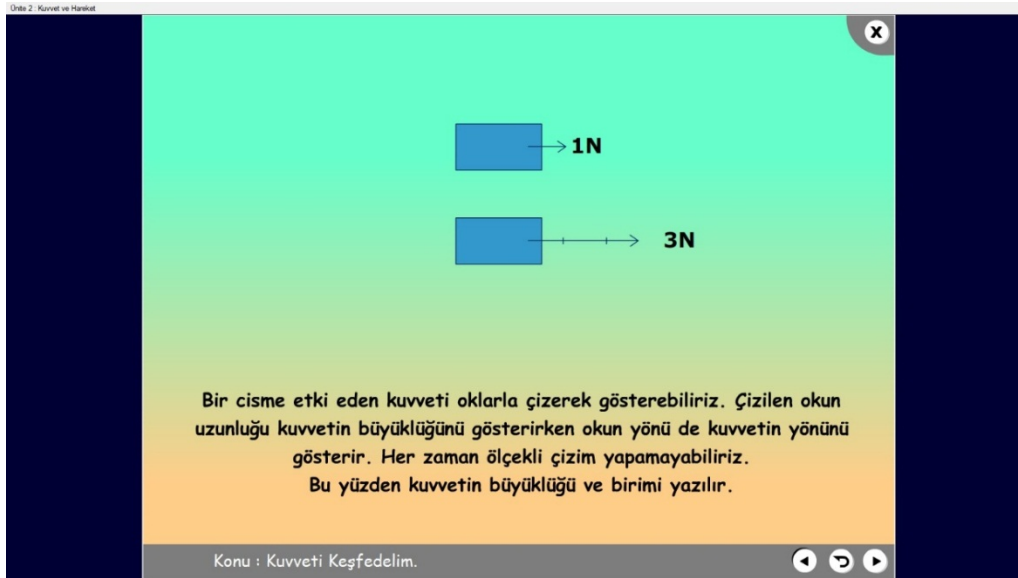 Ünite 2 : Kuvvet ve Hareket
X
1N
3N
Bir cisme etki eden kuvveti oklarla çizerek gösterebiliriz. Çizilen okun
uzunluğu kuvvetin büyüklüğünü gösterirken okun yönü de kuvvetin yönünü
gösterir. Her zaman ölçekli çizim yapamayabiliriz.
Bu yüzden kuvvetin büyüklüğü ve birimi yazılır.
Konu : Kuvveti Keşfedelim.